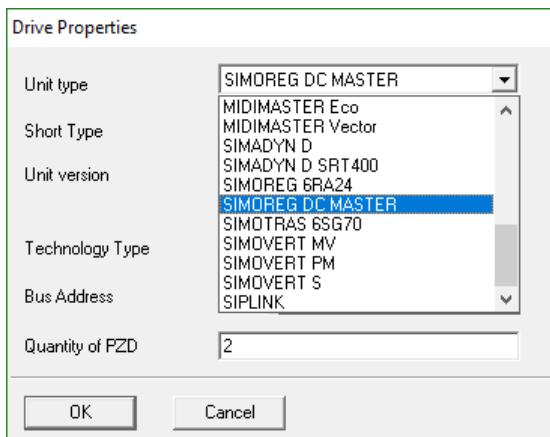 Drive Properties
Unit type
SIMOREG DC MASTER
MIDIMASTER Eco
MIDIMASTER Vector
SIMADYN D
SIMADYN D SRT400
SIMOREG 6RA24
SIMOREG DC MASTER
SIMOTRAS 6SG70
SIMOVERT MV
SIMOVERT PM
SIMOVERT S
SIPLINK
Short Type
Unit version
Technology Type
Bus Address
Quantity of PZD
2
OK
Cancel